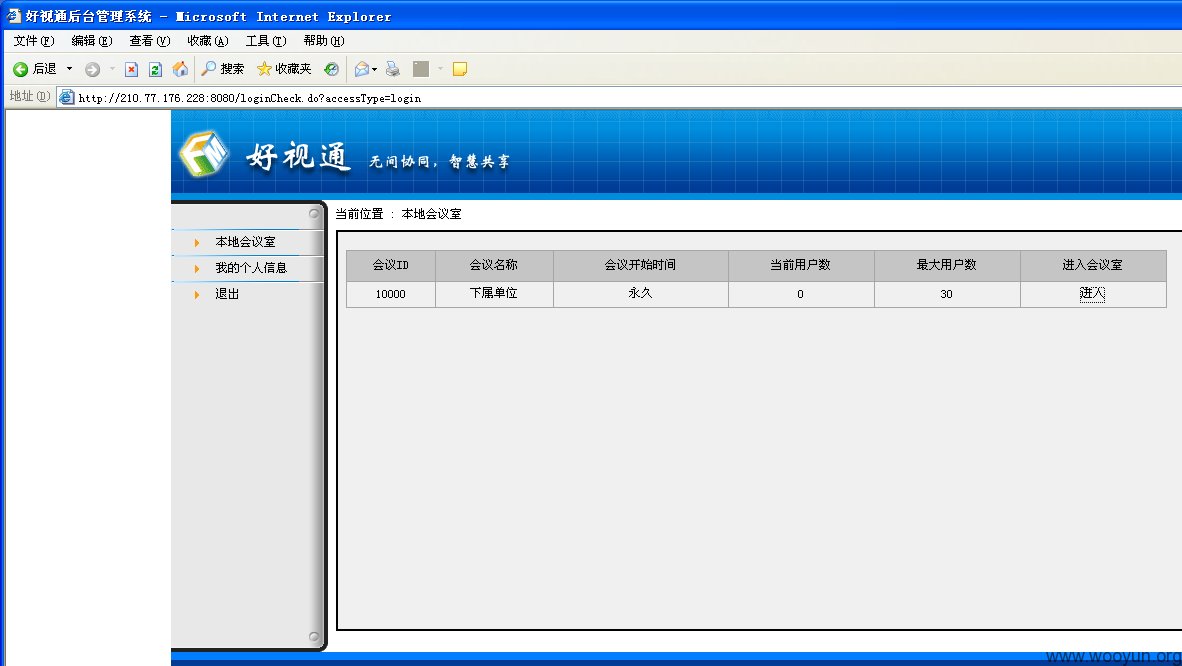 好视通后台管理系统 - Microsoft Internet Explorer
文件(F) 编辑(E) 查看(V) 收藏(A) 工具(T) 帮助(H)
后退 搜索 收藏夹
地址(D) http://210.77.176.228:8080/loginCheck.do?accessType=login
好视通 无间协同，智慧共享
当前位置 : 本地会议室
本地会议室
我的个人信息
退出
会议ID 会议名称 会议开始时间 当前用户数 最大用户数 进入会议室
10000 下属单位 永久 0 30 进入
www.wooyun.org